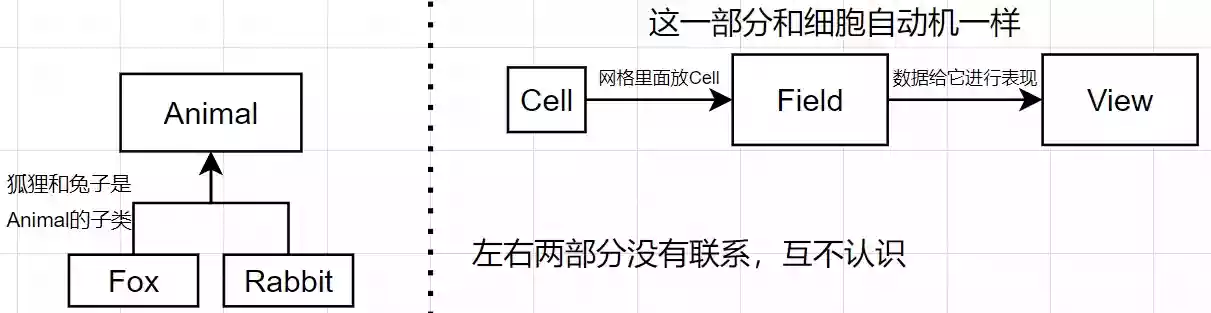 Animal
狐狸和兔子是
Animal的子类
Fox
Rabbit
这一部分和细胞自动机一样
Cell
网格里面放Cell
Field
数据给它进行表现
View
左右两部分没有联系，互不认识